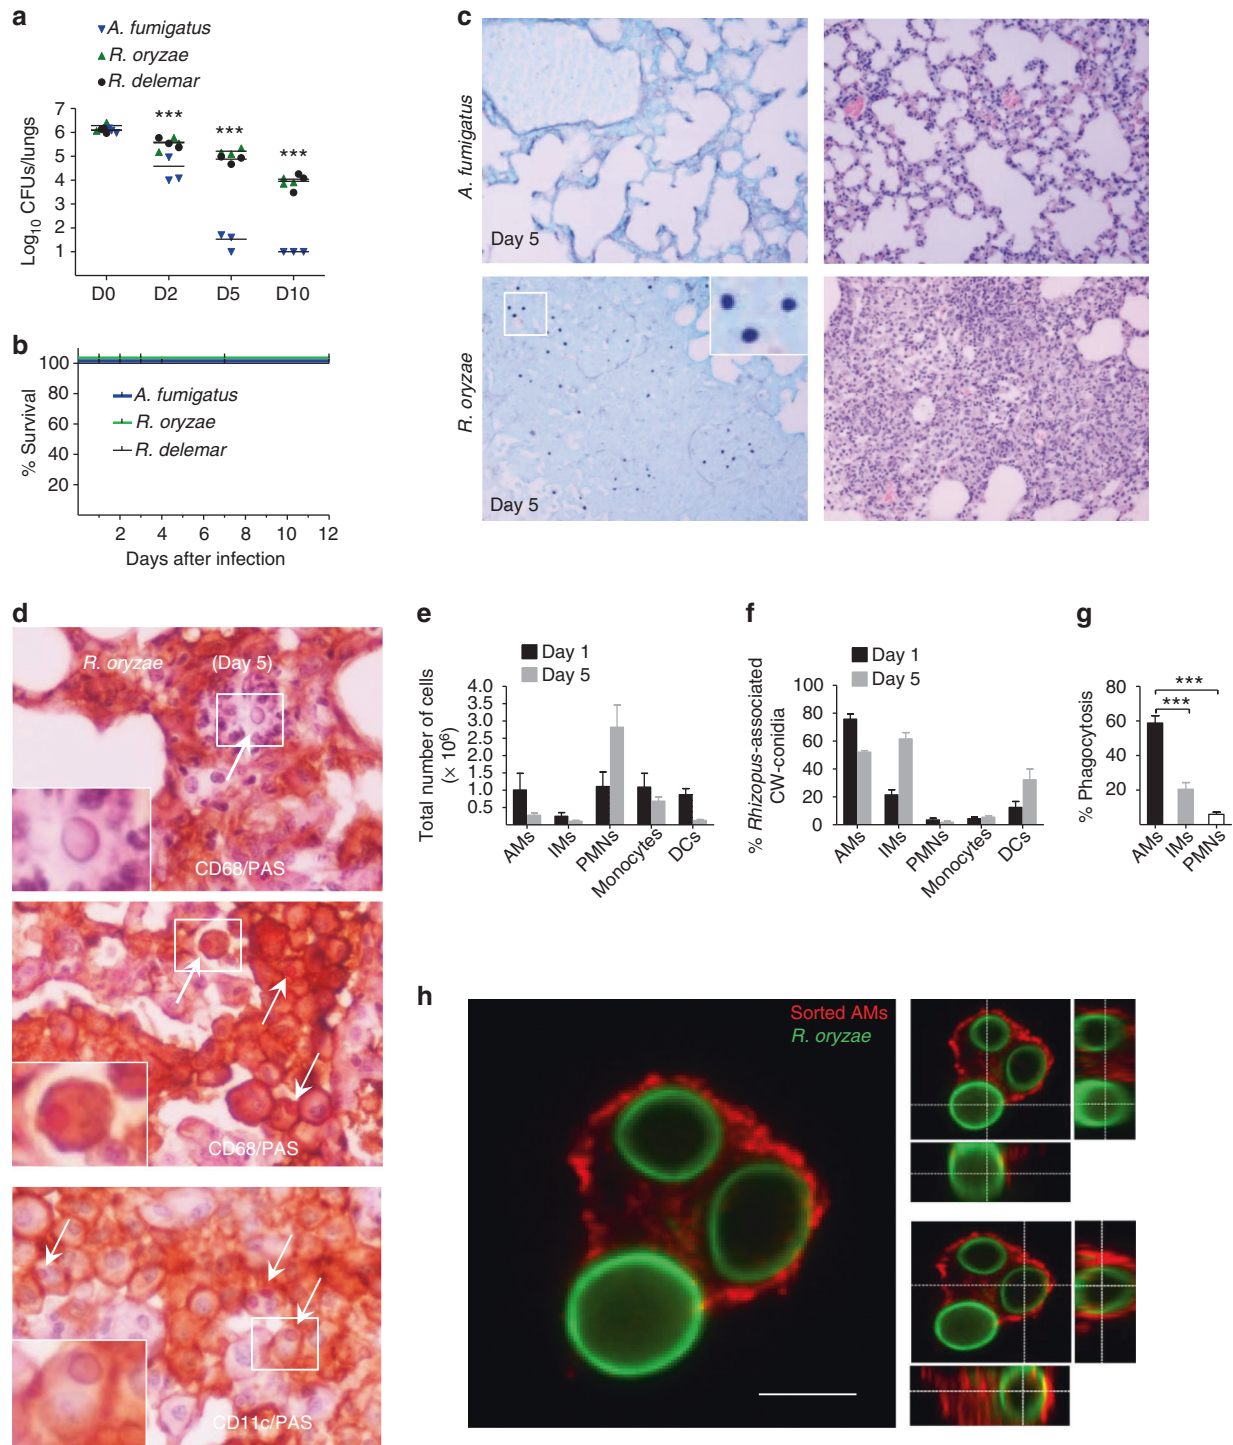 a
A. fumigatus
R. oryzae
R. delemar
Log10 CFUs/lungs
7
6
5
4
3
2
1
***
***
***
D0 D2 D5 D10
b
% Survival
100
80
60
40
20
A. fumigatus
R. oryzae
R. delemar
2 4 6 8 10 12
Days after infection
c
A. fumigatus
Day 5
R. oryzae
Day 5
d
R. oryzae (Day 5)
CD68/PAS
CD68/PAS
CD11c/PAS
e
Day 1
Day 5
Total number of cells
(× 10⁶)
4.0
3.5
3.0
2.5
2.0
1.5
1.0
0.5
AMs IMs PMNs Monocytes DCs
f
Day 1
Day 5
% Rhizopus-associated
CW-conidia
100
80
60
40
20
0
AMs IMs PMNs Monocytes DCs
g
% Phagocytosis
80
60
40
20
***
***
AMs IMs PMNs
h
Sorted AMs
R. oryzae